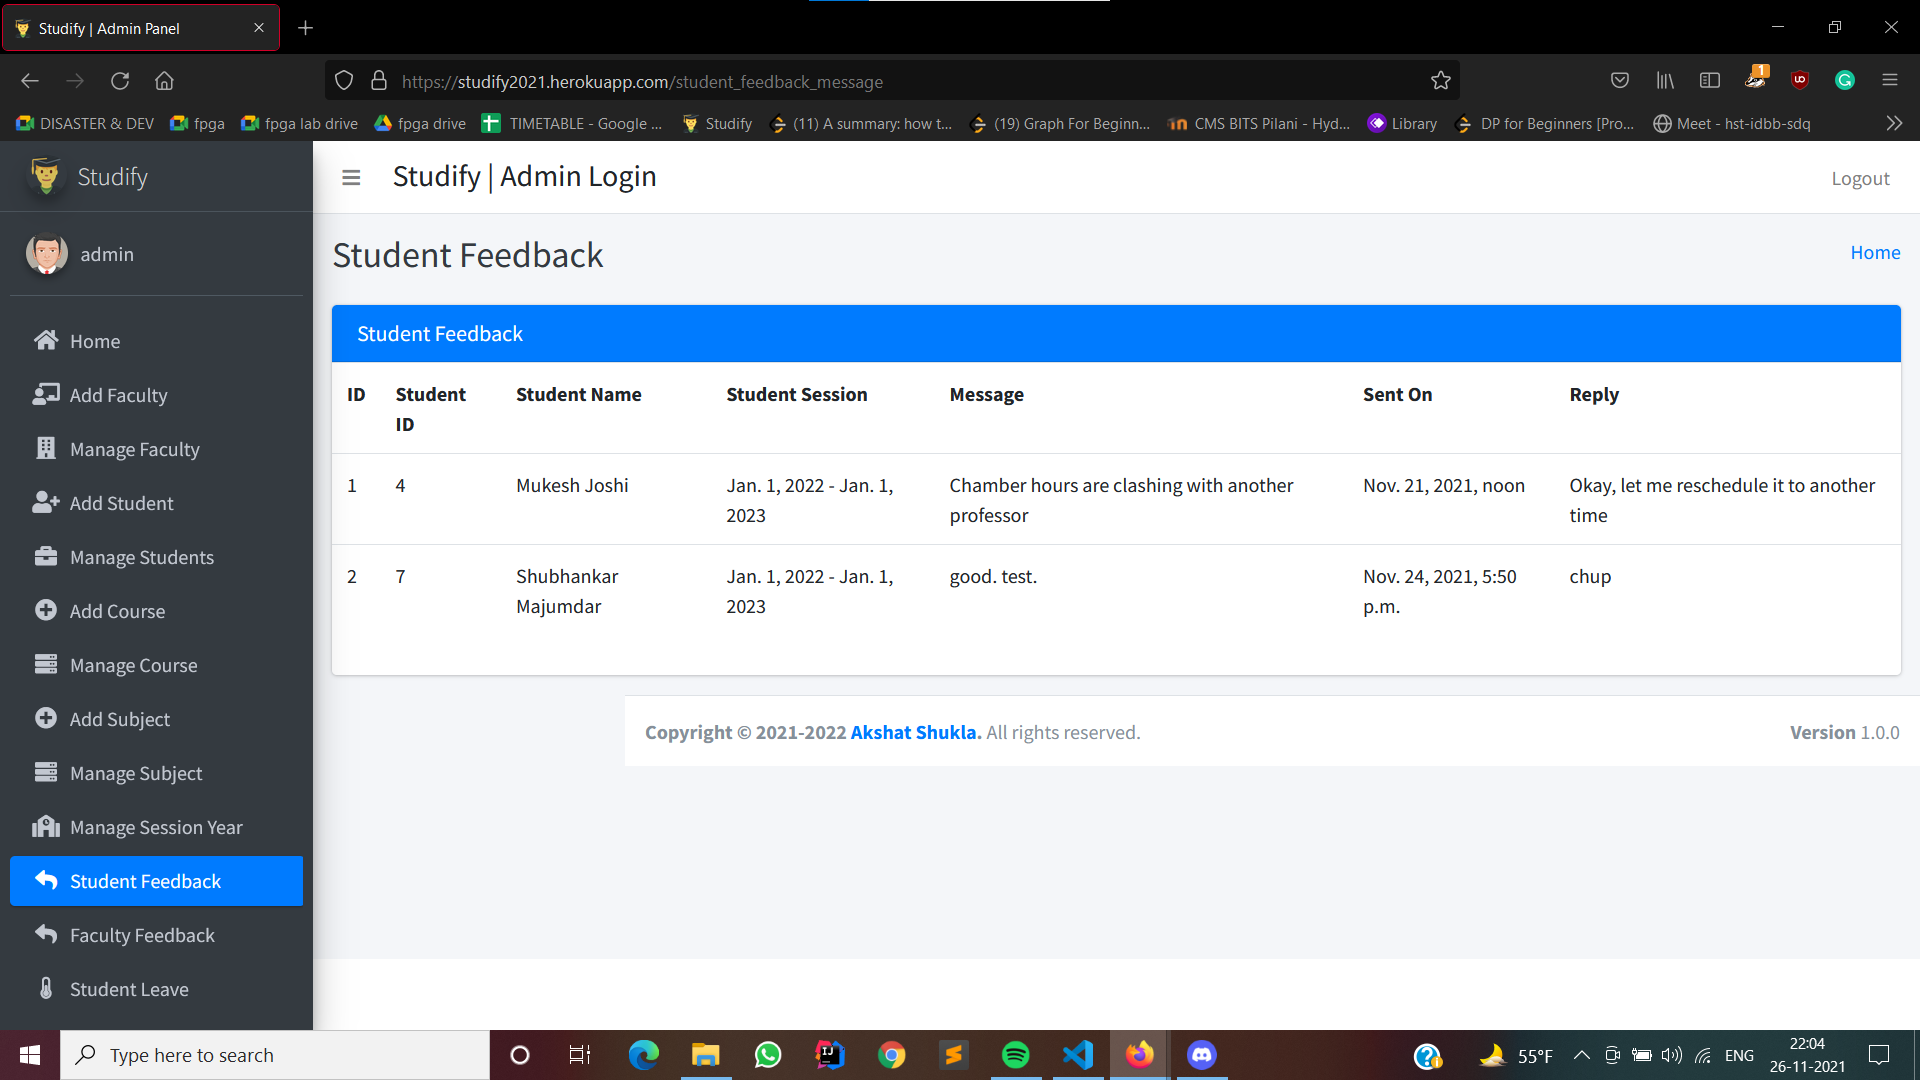 Studify | Admin Panel
https://studify2021.herokuapp.com/student_feedback_message
1
DISASTER & DEV
fpga
fpga lab drive
fpga drive
TIMETABLE - Google ...
Studify
(11) A summary: how t...
(19) Graph For Beginn...
CMS BITS Pilani - Hyd...
Library
DP for Beginners [Pro...
Meet - hst-idbb-sdq
Studify
Studify | Admin Login
Logout
admin
Student Feedback
Home
Home
Add Faculty
Manage Faculty
Add Student
Manage Students
Add Course
Manage Course
Add Subject
Manage Subject
Manage Session Year
Student Feedback
Faculty Feedback
Student Leave
Student Feedback
ID
Student
ID
Student Name
Student Session
Message
Sent On
Reply
1
4
Mukesh Joshi
Jan. 1, 2022 - Jan. 1,
2023
Chamber hours are clashing with another
professor
Nov. 21, 2021, noon
Okay, let me reschedule it to another
time
2
7
Shubhankar
Majumdar
Jan. 1, 2022 - Jan. 1,
2023
good. test.
Nov. 24, 2021, 5:50
p.m.
chup
Copyright © 2021-2022 Akshat Shukla. All rights reserved.
Version 1.0.0
Type here to search
55°F
ENG
22:04
26-11-2021